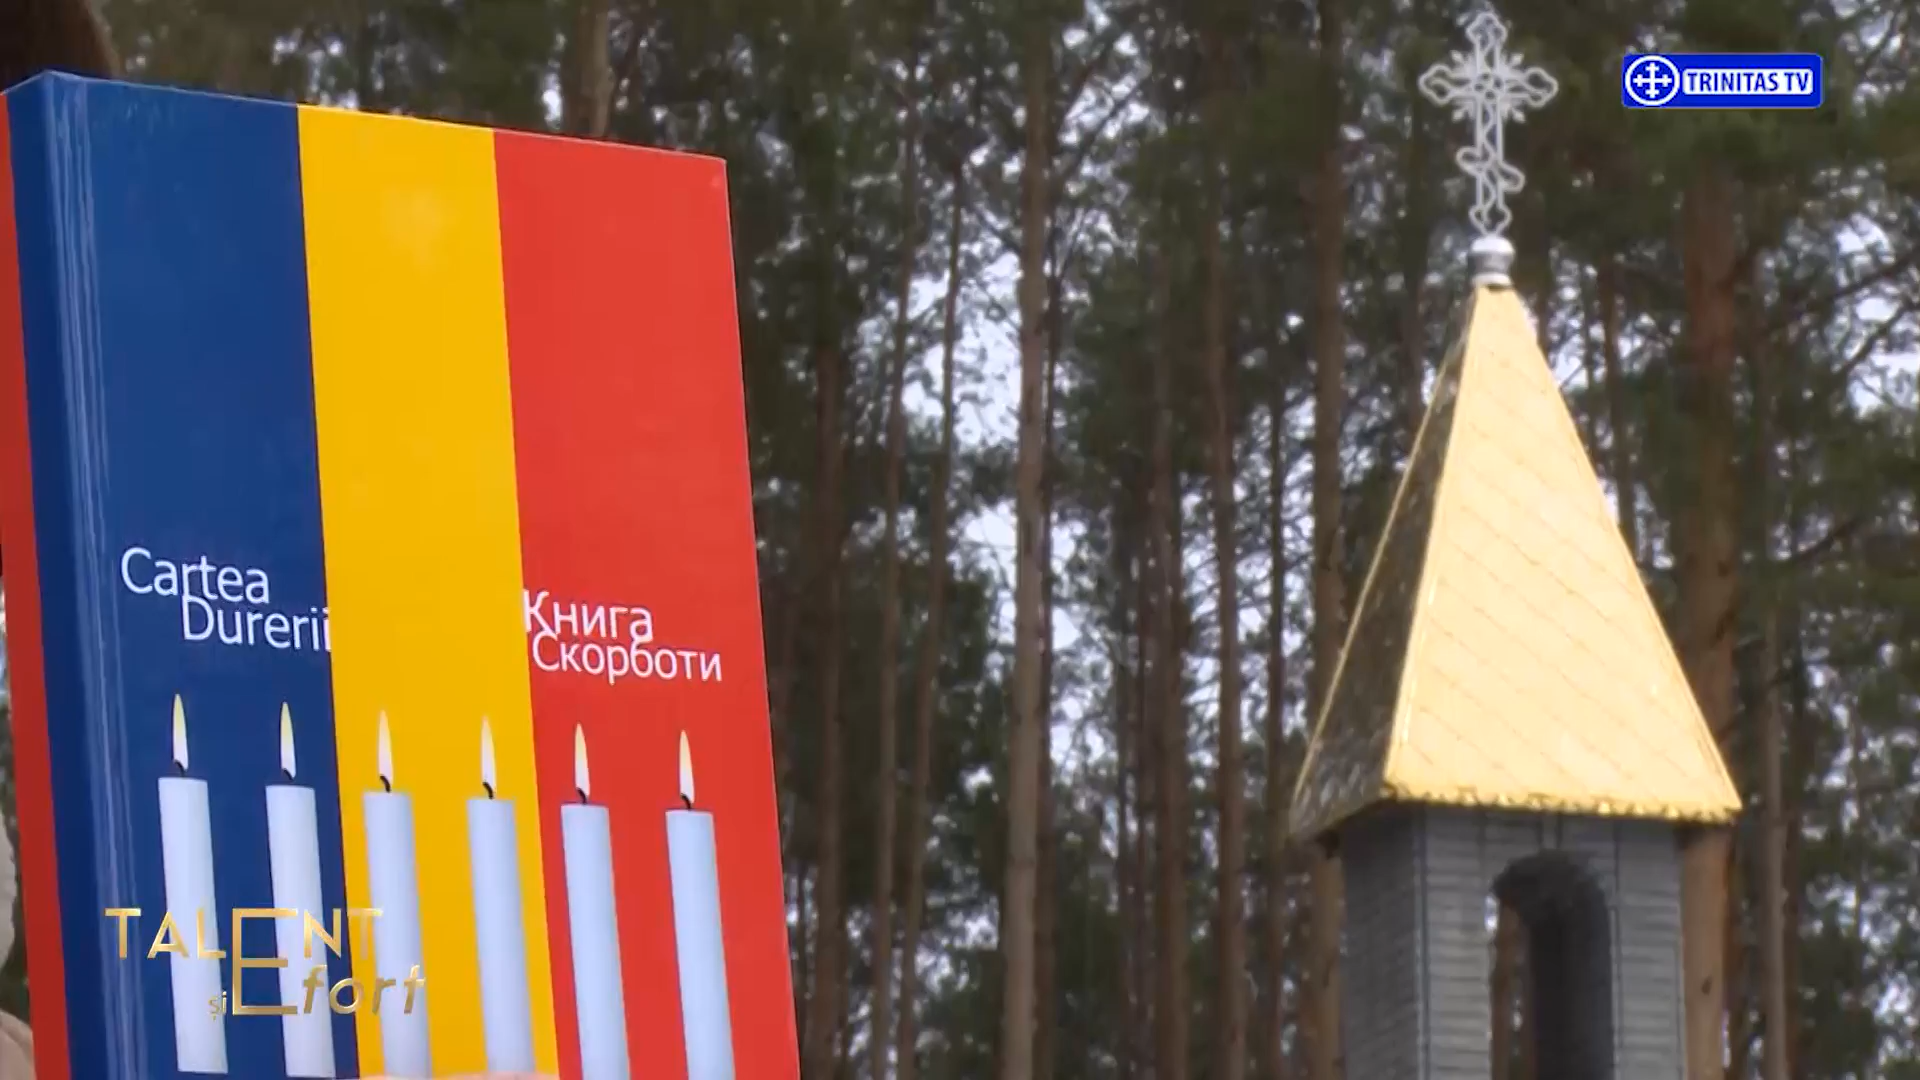 TRINITAS TV
Cartea
Durerii
Книга
Скорботи
TALENT
și Efort